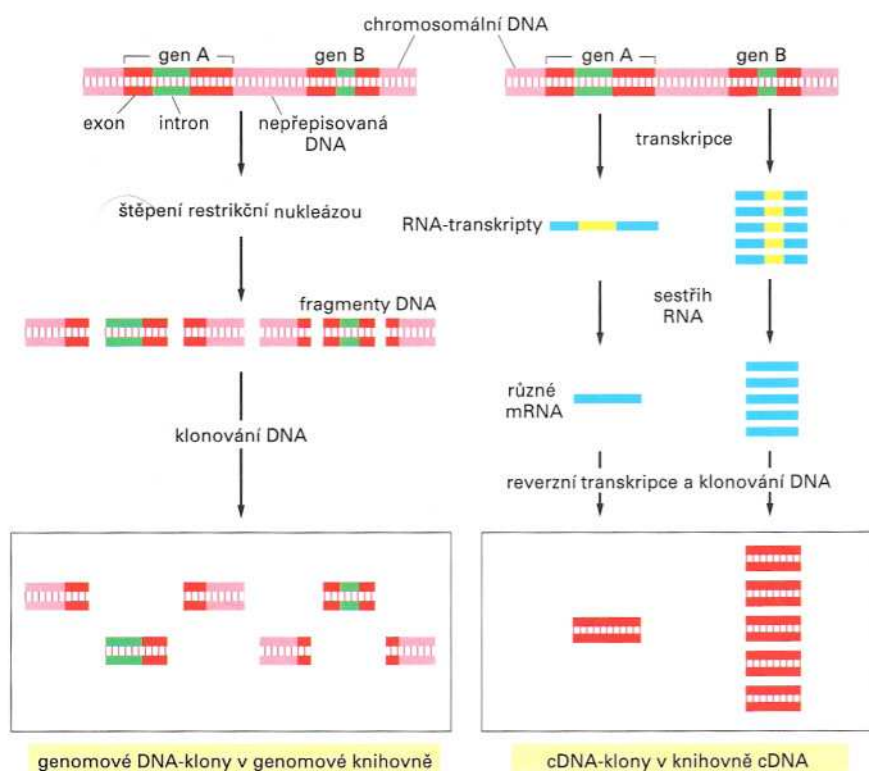 chromosomální DNA
gen A
gen B
exon
intron
nepřepisovaná
DNA
štěpení restrikční nukleázou
fragmenty DNA
klonování DNA
genomové DNA-klony v genomové knihovně
gen A
gen B
transkripce
RNA-transkripty
sestřih
RNA
různé
mRNA
reverzní transkripce a klonování DNA
cDNA-klony v knihovně cDNA